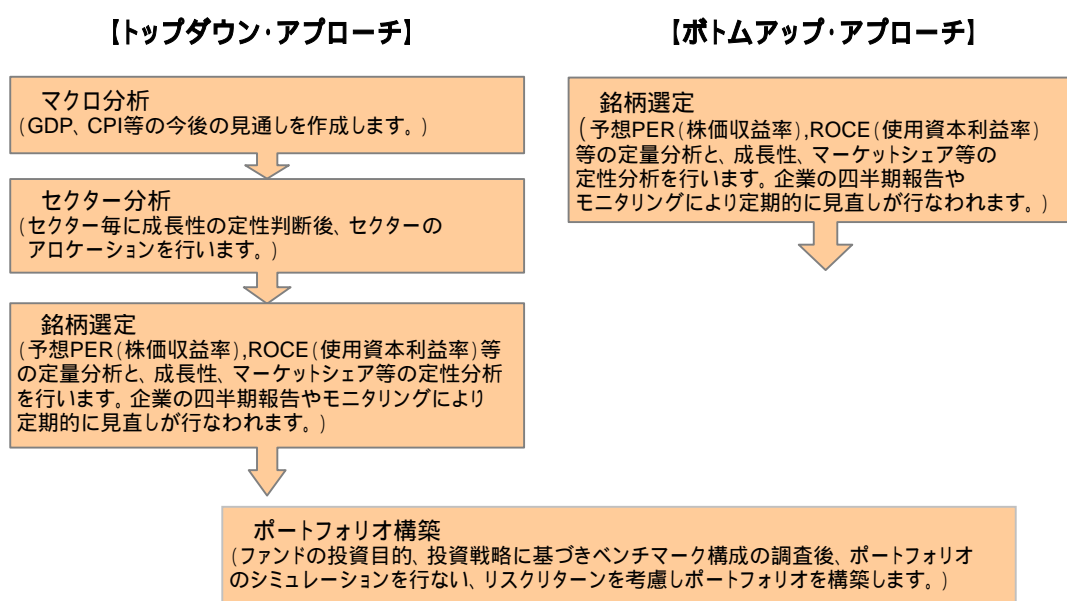 【トップダウン・アプローチ】
マクロ分析
(GDP、CPI等の今後の見通しを作成します。)
セクター分析
(セクター毎に成長性の定性判断後、セクターの
アロケーションを行います。)
銘柄選定
(予想PER(株価収益率),ROCE(使用資本利益率)等
の定量分析と、成長性、マーケットシェア等の定性分析
を行います。企業の四半期報告やモニタリングにより
定期的に見直しが行なわれます。)
【ボトムアップ・アプローチ】
銘柄選定
(予想PER(株価収益率),ROCE(使用資本利益率)
等の定量分析と、成長性、マーケットシェア等の
定性分析を行います。企業の四半期報告や
モニタリングにより定期的に見直しが行なわれます。)
ポートフォリオ構築
(ファンドの投資目的、投資戦略に基づきベンチマーク構成の調査後、ポートフォリオ
のシミュレーションを行ない、リスクリターンを考慮しポートフォリオを構築します。)